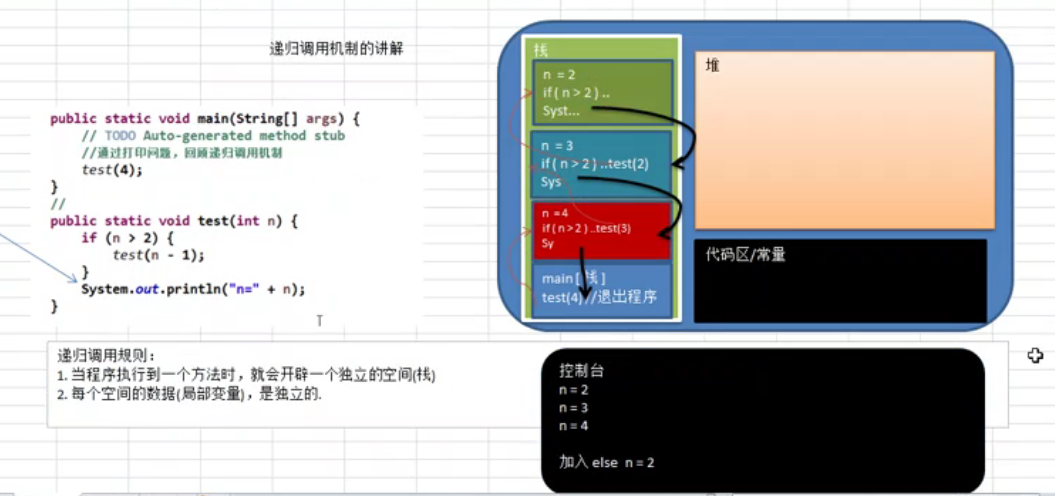 递归调用机制的讲解
public static void main(String[] args) {
// TODO Auto-generated method stub
//通过打印问题，回顾递归调用机制
test(4);
}
//
public static void test(int n) {
if (n > 2) {
test(n - 1);
}
System.out.println("n=" + n);
}
栈
n = 2
if( n > 2 ) ..
Syst...
n = 3
if( n > 2 ) ..test(2)
Sys
n = 4
if( n > 2 ) ..test(3)
Sy
main [ 栈 ]
test(4) //退出程序
堆
代码区/常量
递归调用规则：
1. 当程序执行到一个方法时，就会开辟一个独立的空间(栈)
2. 每个空间的数据(局部变量)，是独立的.
控制台
n = 2
n = 3
n = 4
加入 else n = 2